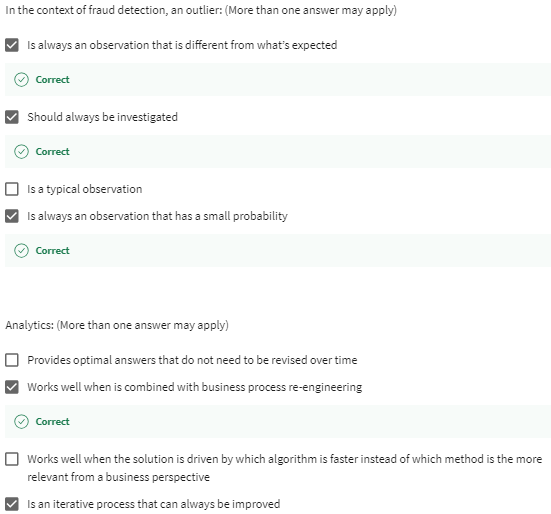 In the context of fraud detection, an outlier: (More than one answer may apply)
Is always an observation that is different from what's expected
Correct
Should always be investigated
Correct
Is a typical observation
Is always an observation that has a small probability
Correct
Analytics: (More than one answer may apply)
Provides optimal answers that do not need to be revised over time
Works well when is combined with business process re-engineering
Correct
Works well when the solution is driven by which algorithm is faster instead of which method is the more
relevant from a business perspective
Is an iterative process that can always be improved